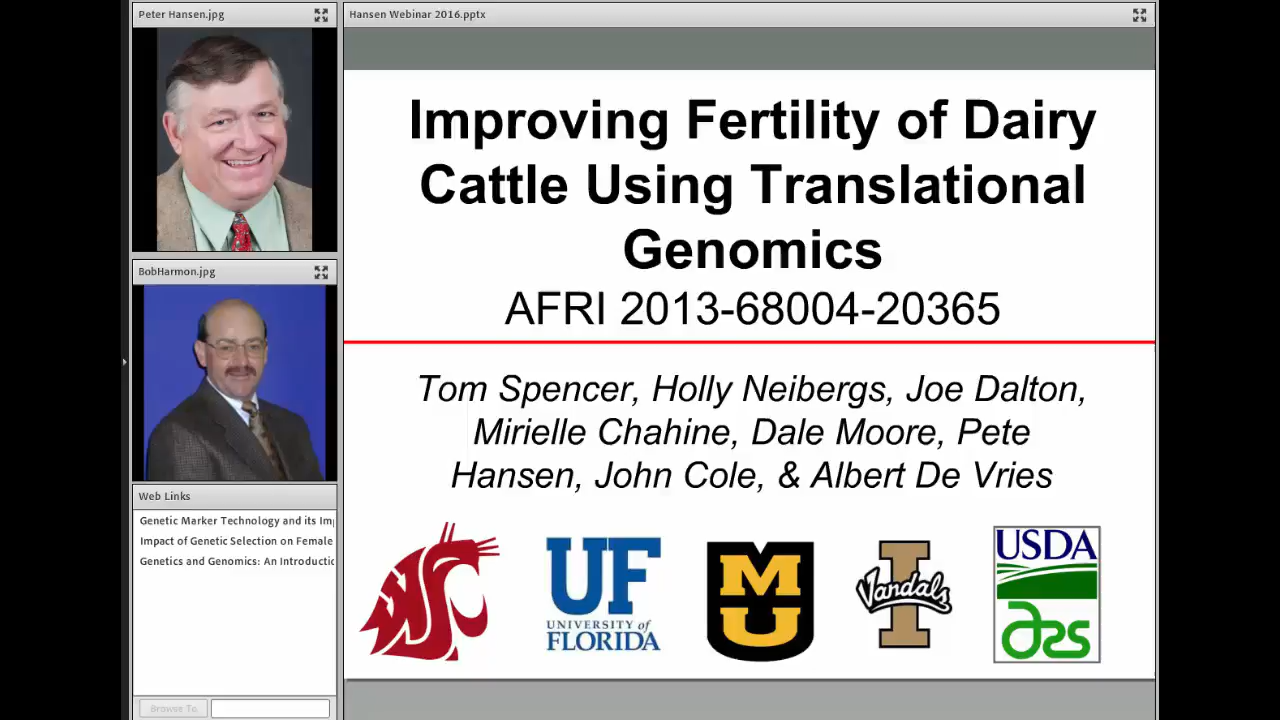 Peter Hansen.jpg
BobHarmon.jpg
Web Links
Genetic Marker Technology and its Im
Impact of Genetic Selection on Female
Genetics and Genomics: An Introductio
Browse To
Hansen Webinar 2016.pptx
Improving Fertility of Dairy
Cattle Using Translational
Genomics
AFRI 2013-68004-20365
Tom Spencer, Holly Neibergs, Joe Dalton,
Mirielle Chahine, Dale Moore, Pete
Hansen, John Cole, & Albert De Vries
WSC
UF
UNIVERSITY of
FLORIDA
M
U
I
Vandals
USDA
ars